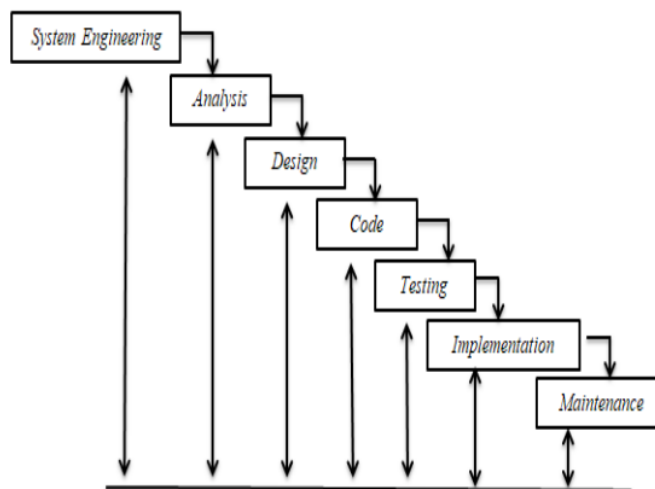 System Engineering
Analysis
Design
Code
Testing
Implementation
Maintenance